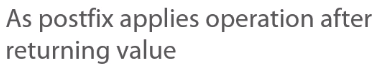 As postfix applies operation after
returning value